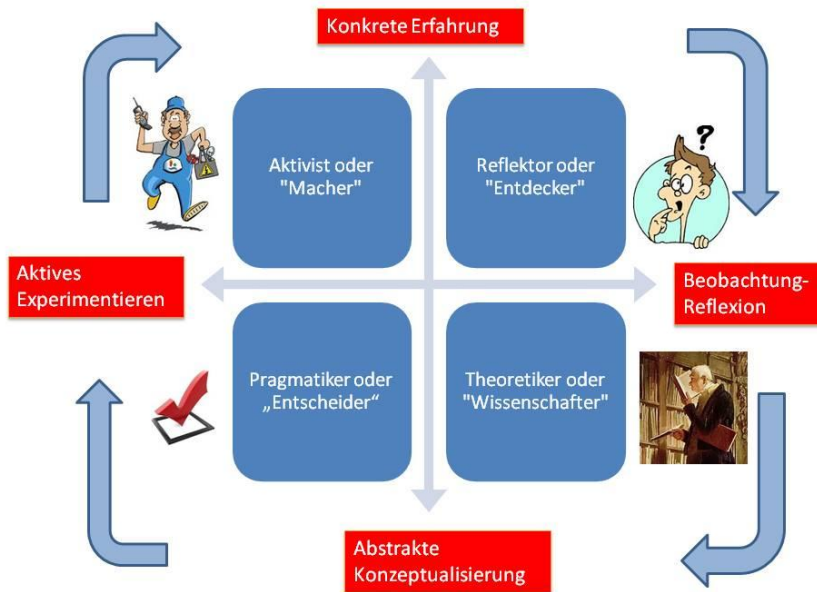 Konkrete Erfahrung
Aktivist oder
"Macher"
Reflektor oder
"Entdecker"
?
Aktives
Experimentieren
Beobachtung-
Reflexion
Pragmatiker oder
„Entscheider“
Theoretiker oder
"Wissenschafter"
Abstrakte
Konzeptualisierung